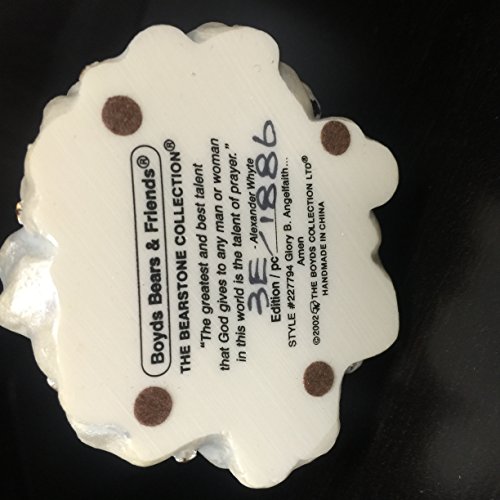 Boyds Bears & Friends®
THE BEARSTONE COLLECTION®
"The greatest and best talent
that God gives to any man or woman
in this world is the talent of prayer."
- Alexander Whyte
3E/1886
Edition / pc
STYLE #227794 Glory B. Angelfaith...
Amen
©2002 THE BOYDS COLLECTION LTD®
HANDMADE IN CHINA